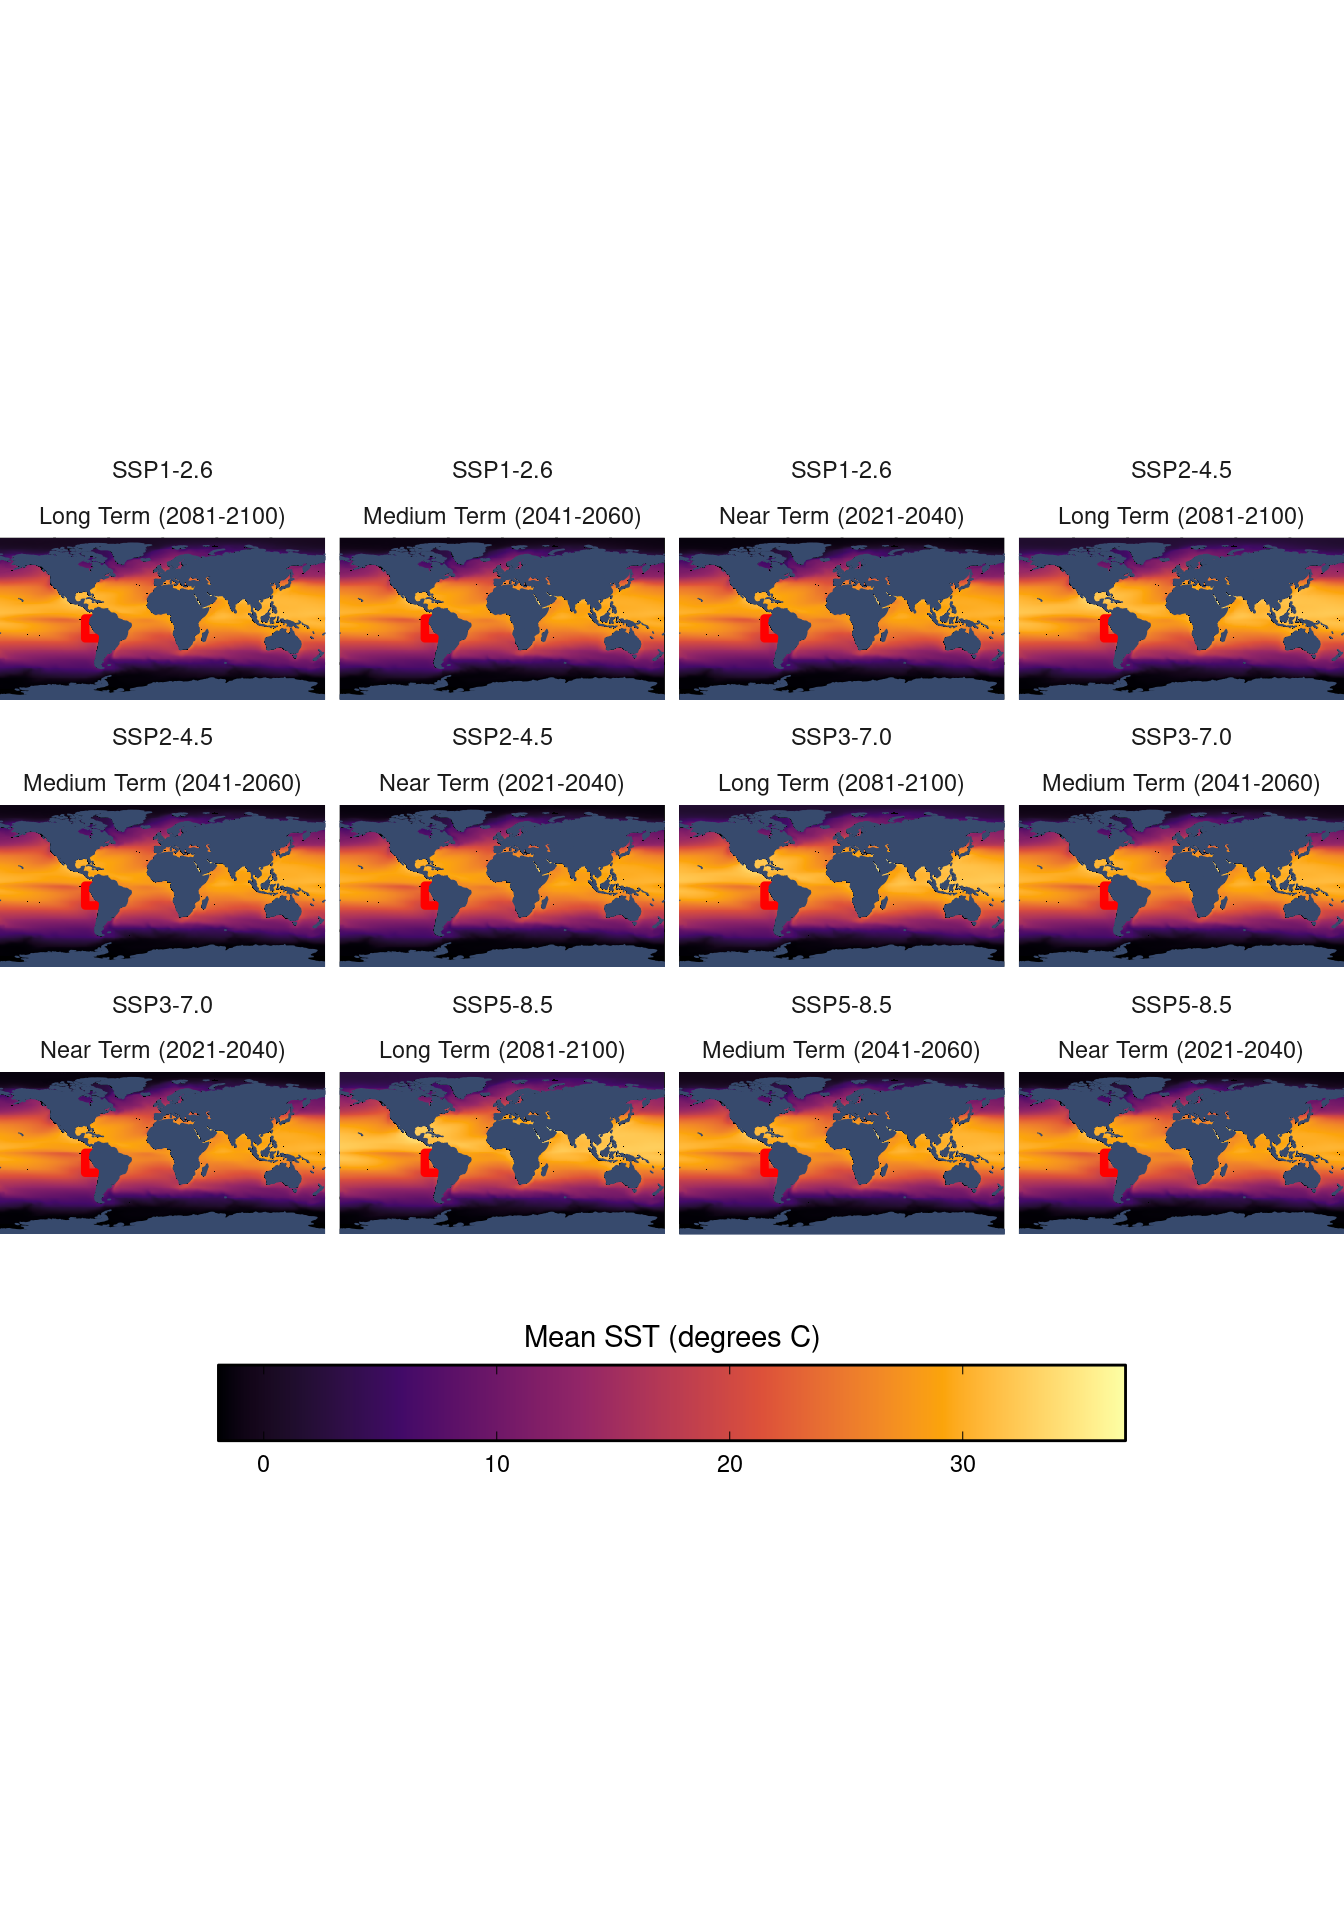 SSP1-2.6
Long Term (2081-2100)
SSP1-2.6
Medium Term (2041-2060)
SSP1-2.6
Near Term (2021-2040)
SSP2-4.5
Long Term (2081-2100)
SSP2-4.5
Medium Term (2041-2060)
SSP2-4.5
Near Term (2021-2040)
SSP3-7.0
Long Term (2081-2100)
SSP3-7.0
Medium Term (2041-2060)
SSP3-7.0
Near Term (2021-2040)
SSP5-8.5
Long Term (2081-2100)
SSP5-8.5
Medium Term (2041-2060)
SSP5-8.5
Near Term (2021-2040)
Mean SST (degrees C)
0 10 20 30